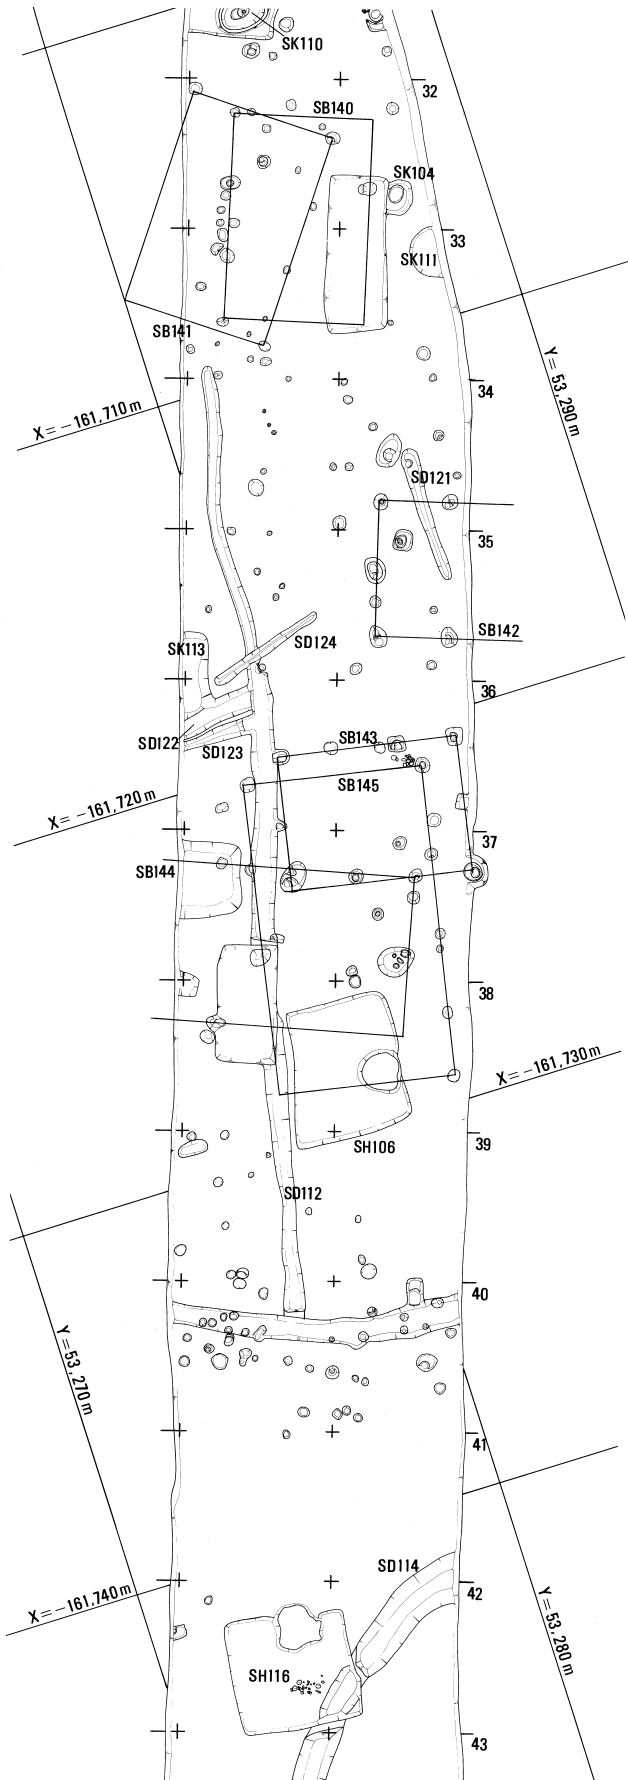 SK110
32
SB140
SK104
33
SK111
SB141
Y=53,290m
34
X=-161,710m
SD121
35
SB142
SD124
SK113
36
SD122
SD123
SB143
SB145
X=-161,720m
37
SB144
38
X=-161,730m
39
SH106
SD112
40
Y=53,270m
41
SD114
42
X=-161,740m
Y=53,280m
SH116
43